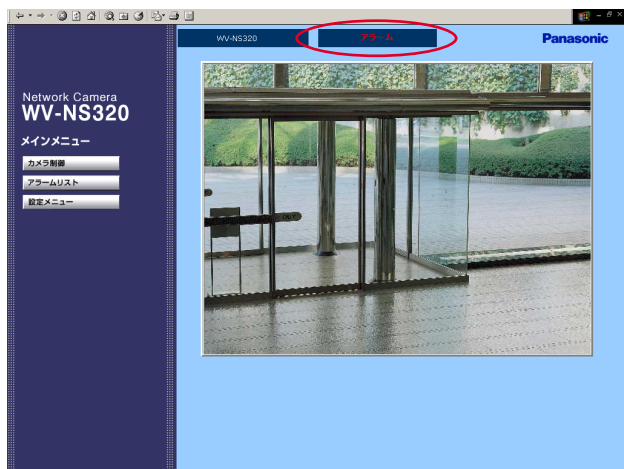 WV-NS320
アラーム
Panasonic
Network Camera
WV-NS320
メインメニュー
カメラ制御
アラームリスト
設定メニュー